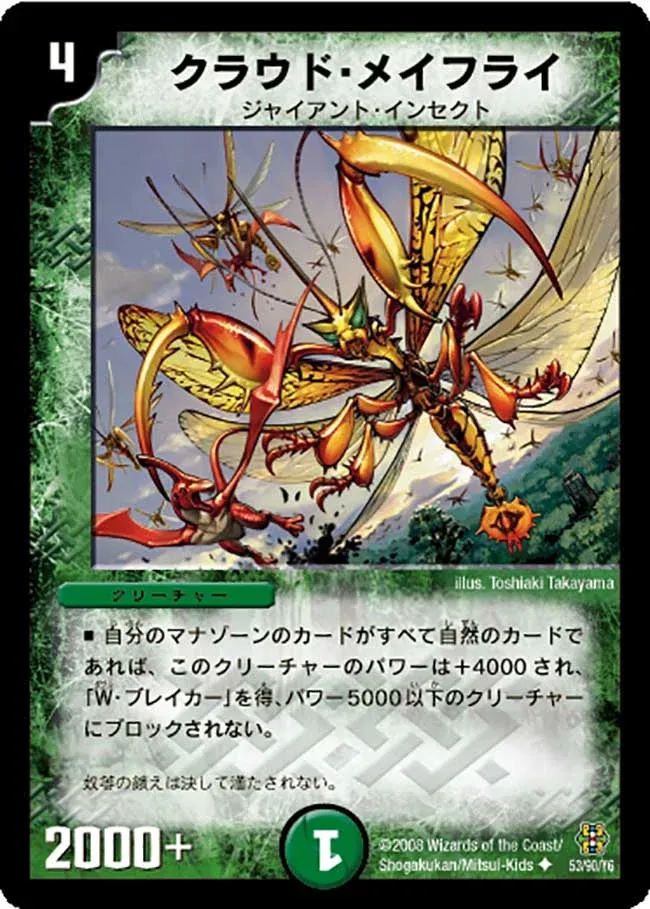 4
クラウド・メイフライ
ジャイアント・インセクト
illus. Toshiaki Takayama
クリーチャー
■ 自分のマナゾーンのカードがすべて自然のカードで
あれば、このクリーチャーのパワーは+4000され、
「W・ブレイカー」を得、パワー5000以下のクリーチャー
にブロックされない。
奴等の餓えは決して満たされない。
2000+
1
©2008 Wizards of the Coast/
Shogakukan/Mitsui-Kids ◆
53/90/Y6